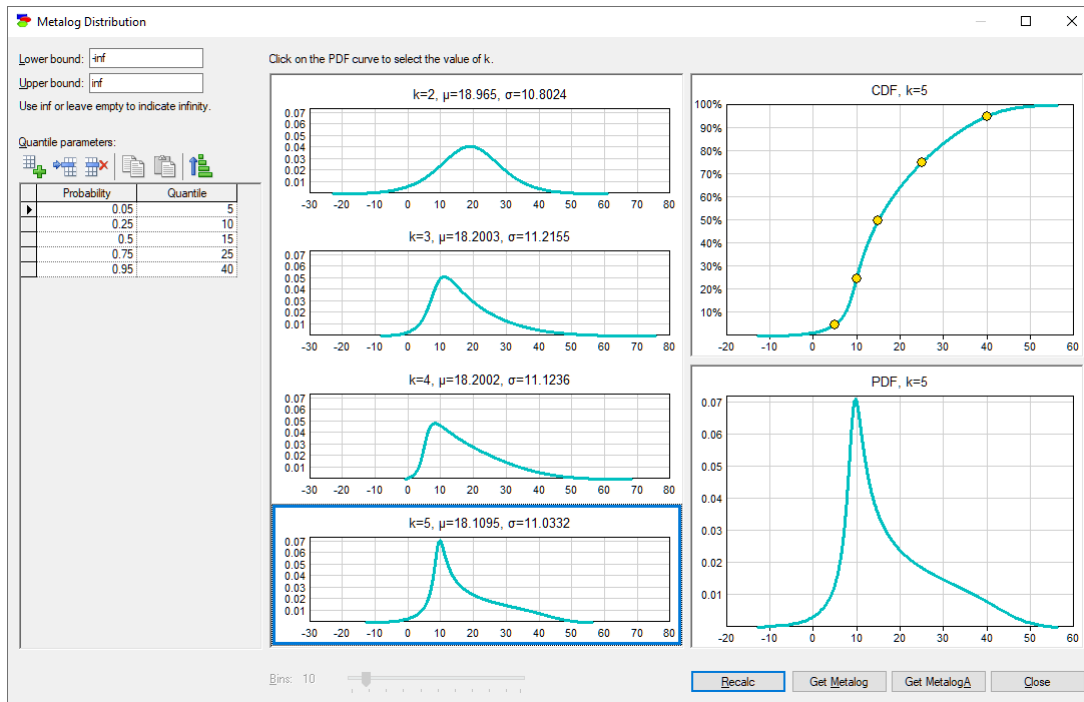 Metalog Distribution
Lower bound: -inf
Upper bound: inf
Use inf or leave empty to indicate infinity.
Quantile parameters:
Probability Quantile
0.05 5
0.25 10
0.5 15
0.75 25
0.95 40
Click on the PDF curve to select the value of k.
k=2, μ=18.965, σ=10.8024
0.07
0.06
0.05
0.04
0.03
0.02
0.01
-30 -20 -10 0 10 20 30 40 50 60 70 80
k=3, μ=18.2003, σ=11.2155
0.07
0.06
0.05
0.04
0.03
0.02
0.01
-30 -20 -10 0 10 20 30 40 50 60 70 80
k=4, μ=18.2002, σ=11.1236
0.07
0.06
0.05
0.04
0.03
0.02
0.01
-30 -20 -10 0 10 20 30 40 50 60 70 80
k=5, μ=18.1095, σ=11.0332
0.07
0.06
0.05
0.04
0.03
0.02
0.01
-30 -20 -10 0 10 20 30 40 50 60 70 80
Bins: 10
CDF, k=5
100%
90%
80%
70%
60%
50%
40%
30%
20%
10%
-20 -10 0 10 20 30 40 50 60
PDF, k=5
0.07
0.06
0.05
0.04
0.03
0.02
0.01
-20 -10 0 10 20 30 40 50 60
Recalc Get Metalog Get MetalogA Close